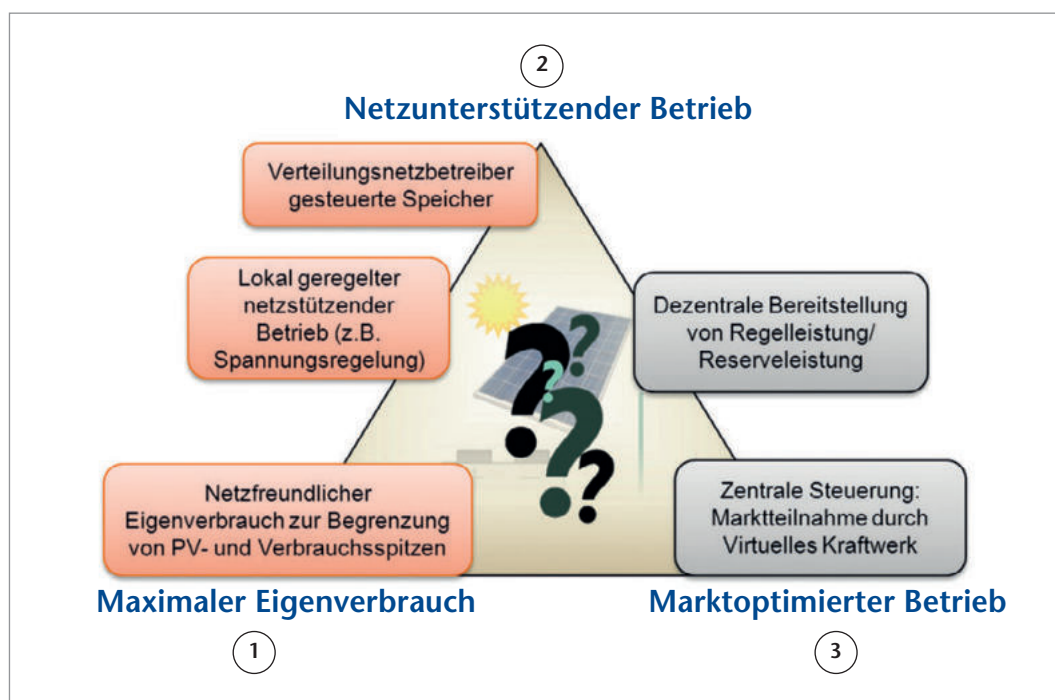 2
Netzunterstützender Betrieb
Verteilungsnetzbetreiber
gesteuerte Speicher
Lokal geregelter
netzstützender
Betrieb (z.B.
Spannungsregelung)
Dezentrale Bereitstellung
von Regelleistung/
Reserveleistung
Netzfreundlicher
Eigenverbrauch zur Begrenzung
von PV- und Verbrauchsspitzen
Zentrale Steuerung:
Marktteilnahme durch
Virtuelles Kraftwerk
? ? ? ? ?
Maximaler Eigenverbrauch
1
Marktoptimierter Betrieb
3